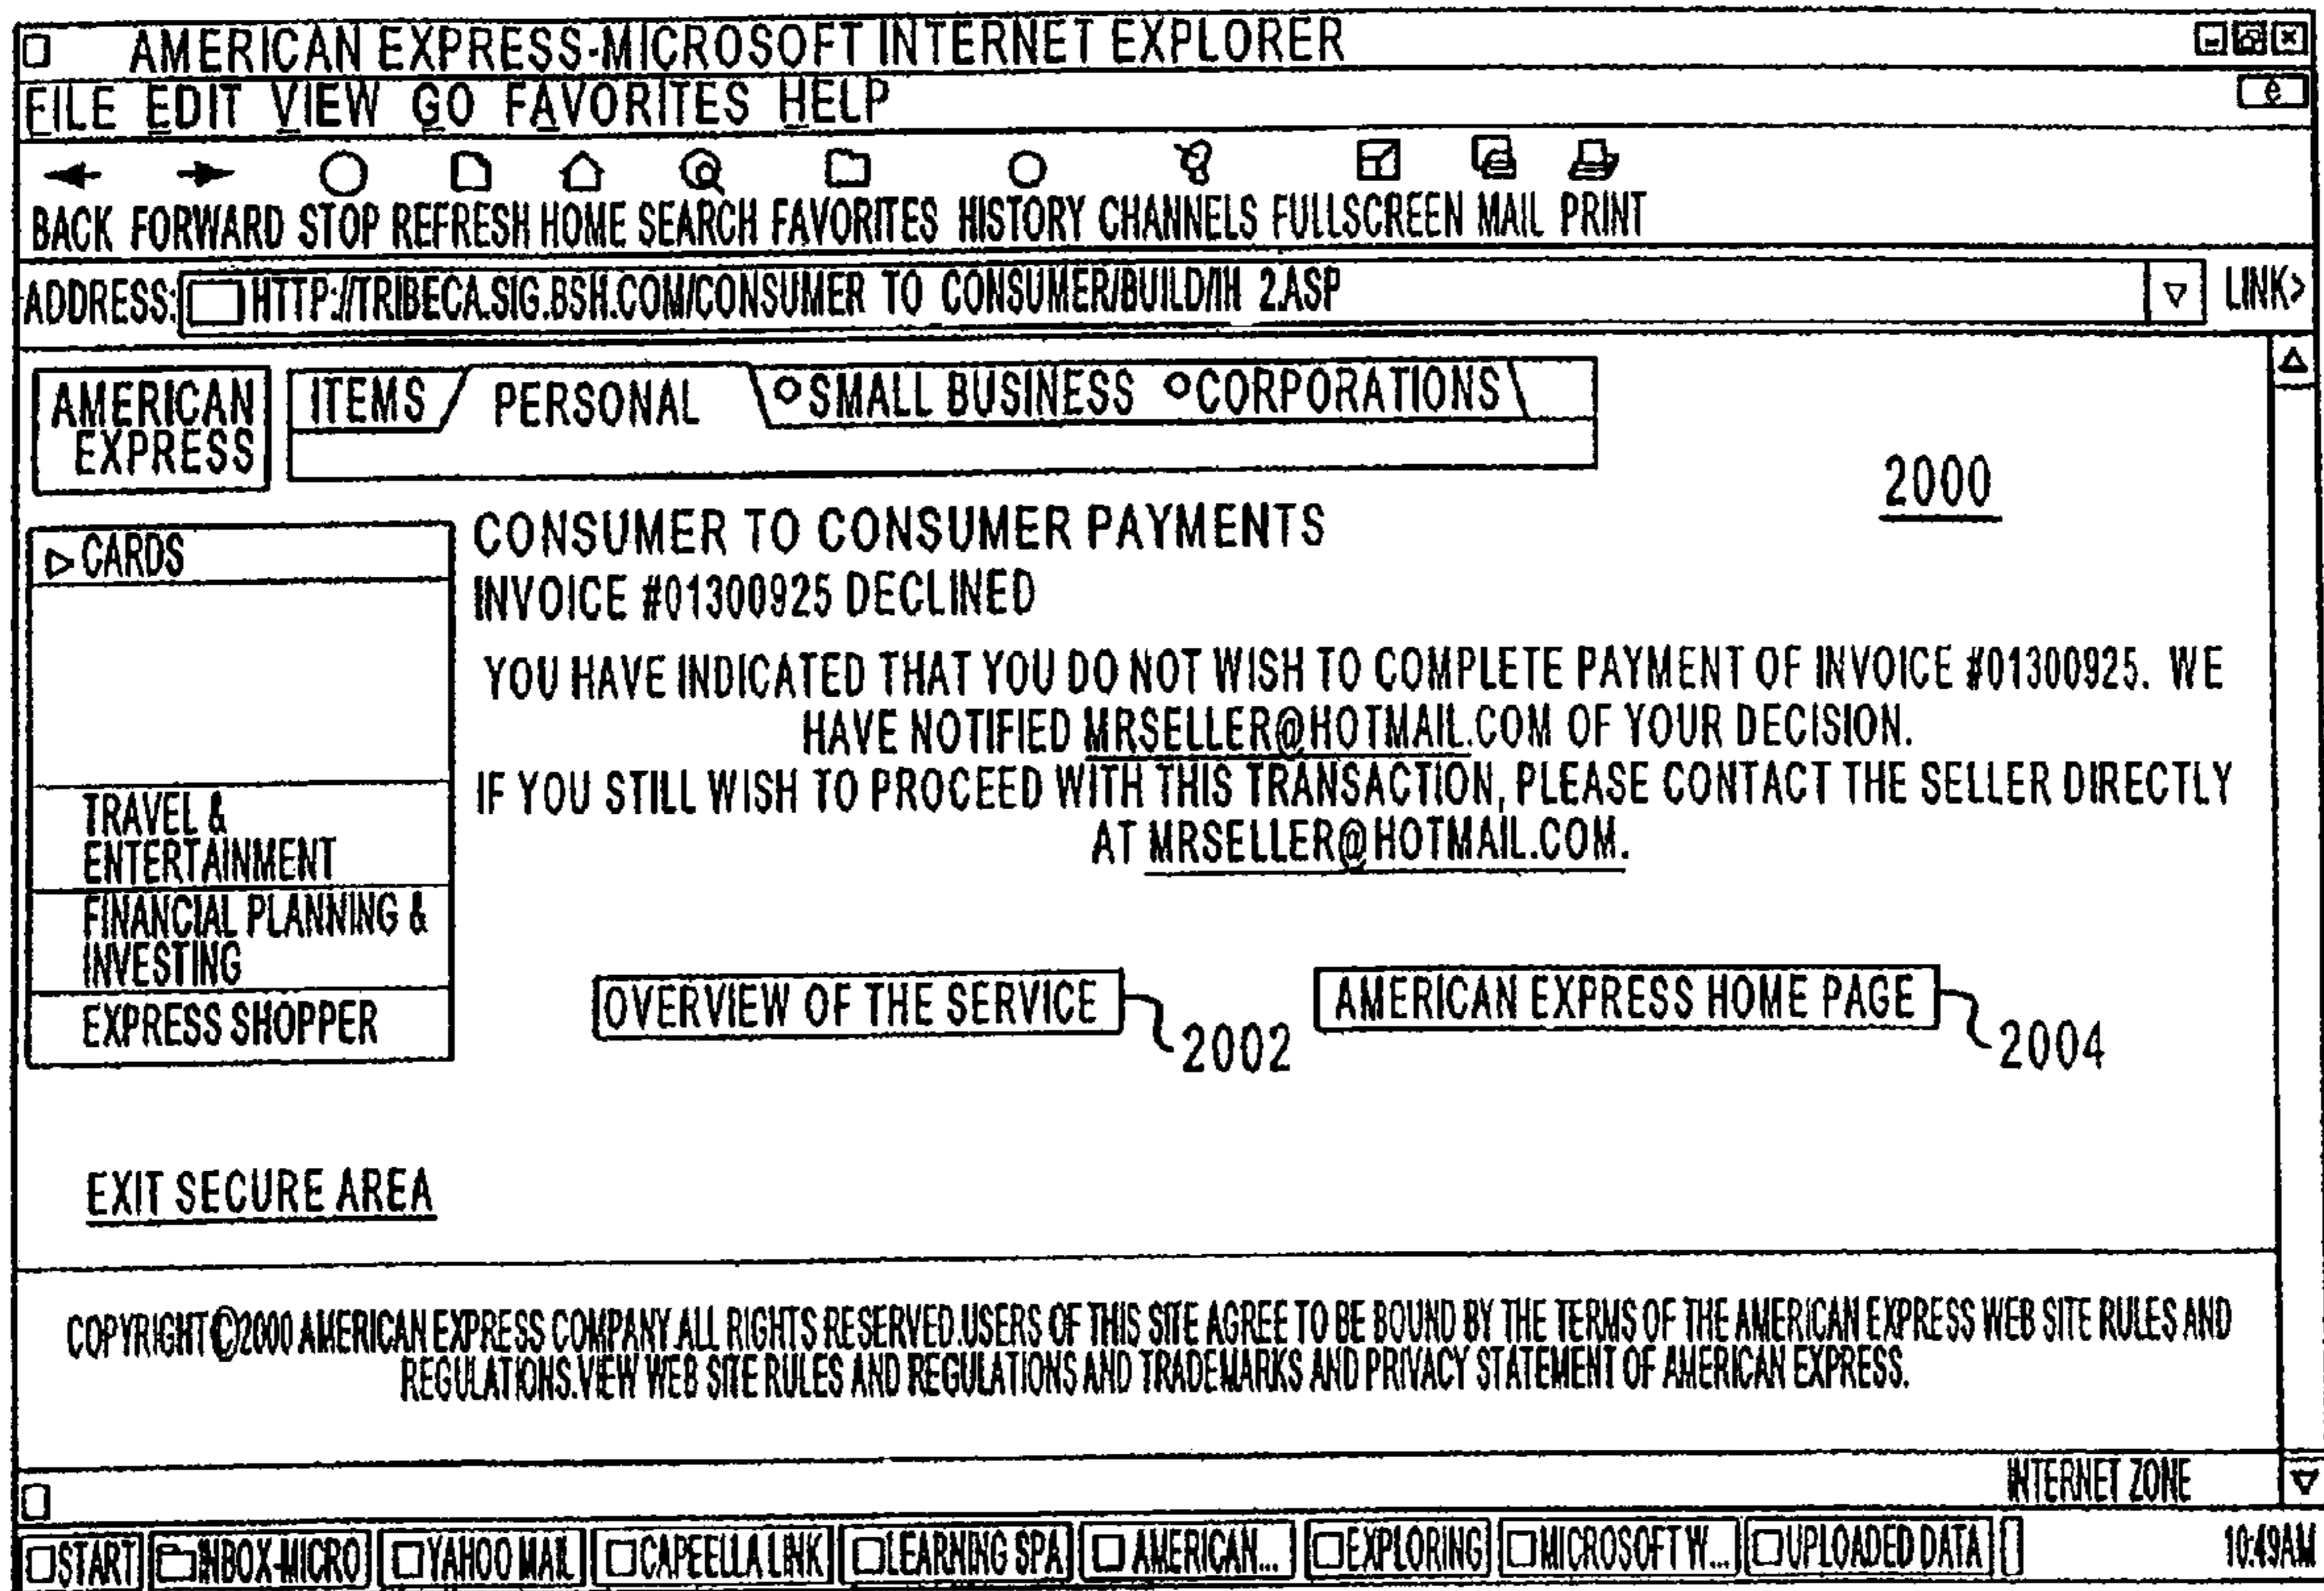 AMERICAN EXPRESS-MICROSOFT INTERNET EXPLORER
FILE EDIT VIEW GO FAVORITES HELP
BACK FORWARD STOP REFRESH HOME SEARCH FAVORITES HISTORY CHANNELS FULLSCREEN MAIL PRINT
ADDRESS: HTTP://TRIBECA.SIG.BSH.COM/CONSUMER TO CONSUMER/BUILD/IH 2.ASP LINK>
AMERICAN
EXPRESS
ITEMS PERSONAL SMALL BUSINESS CORPORATIONS
2000
CARDS
TRAVEL &
ENTERTAINMENT
FINANCIAL PLANNING &
INVESTING
EXPRESS SHOPPER
CONSUMER TO CONSUMER PAYMENTS
INVOICE #01300925 DECLINED
YOU HAVE INDICATED THAT YOU DO NOT WISH TO COMPLETE PAYMENT OF INVOICE #01300925. WE
HAVE NOTIFIED MRSELLER@HOTMAIL.COM OF YOUR DECISION.
IF YOU STILL WISH TO PROCEED WITH THIS TRANSACTION, PLEASE CONTACT THE SELLER DIRECTLY
AT MRSELLER@HOTMAIL.COM.
OVERVIEW OF THE SERVICE 2002 AMERICAN EXPRESS HOME PAGE 2004
EXIT SECURE AREA
COPYRIGHT©2000 AMERICAN EXPRESS COMPANY.ALL RIGHTS RESERVED.USERS OF THIS SITE AGREE TO BE BOUND BY THE TERMS OF THE AMERICAN EXPRESS WEB SITE RULES AND
REGULATIONS.VIEW WEB SITE RULES AND REGULATIONS AND TRADEMARKS AND PRIVACY STATEMENT OF AMERICAN EXPRESS.
INTERNET ZONE
START INBOX-MICRO YAHOO MAIL CAPEELLA LINK LEARNING SPA AMERICAN... EXPLORING MICROSOFT W... UPLOADED DATA 10:49AM